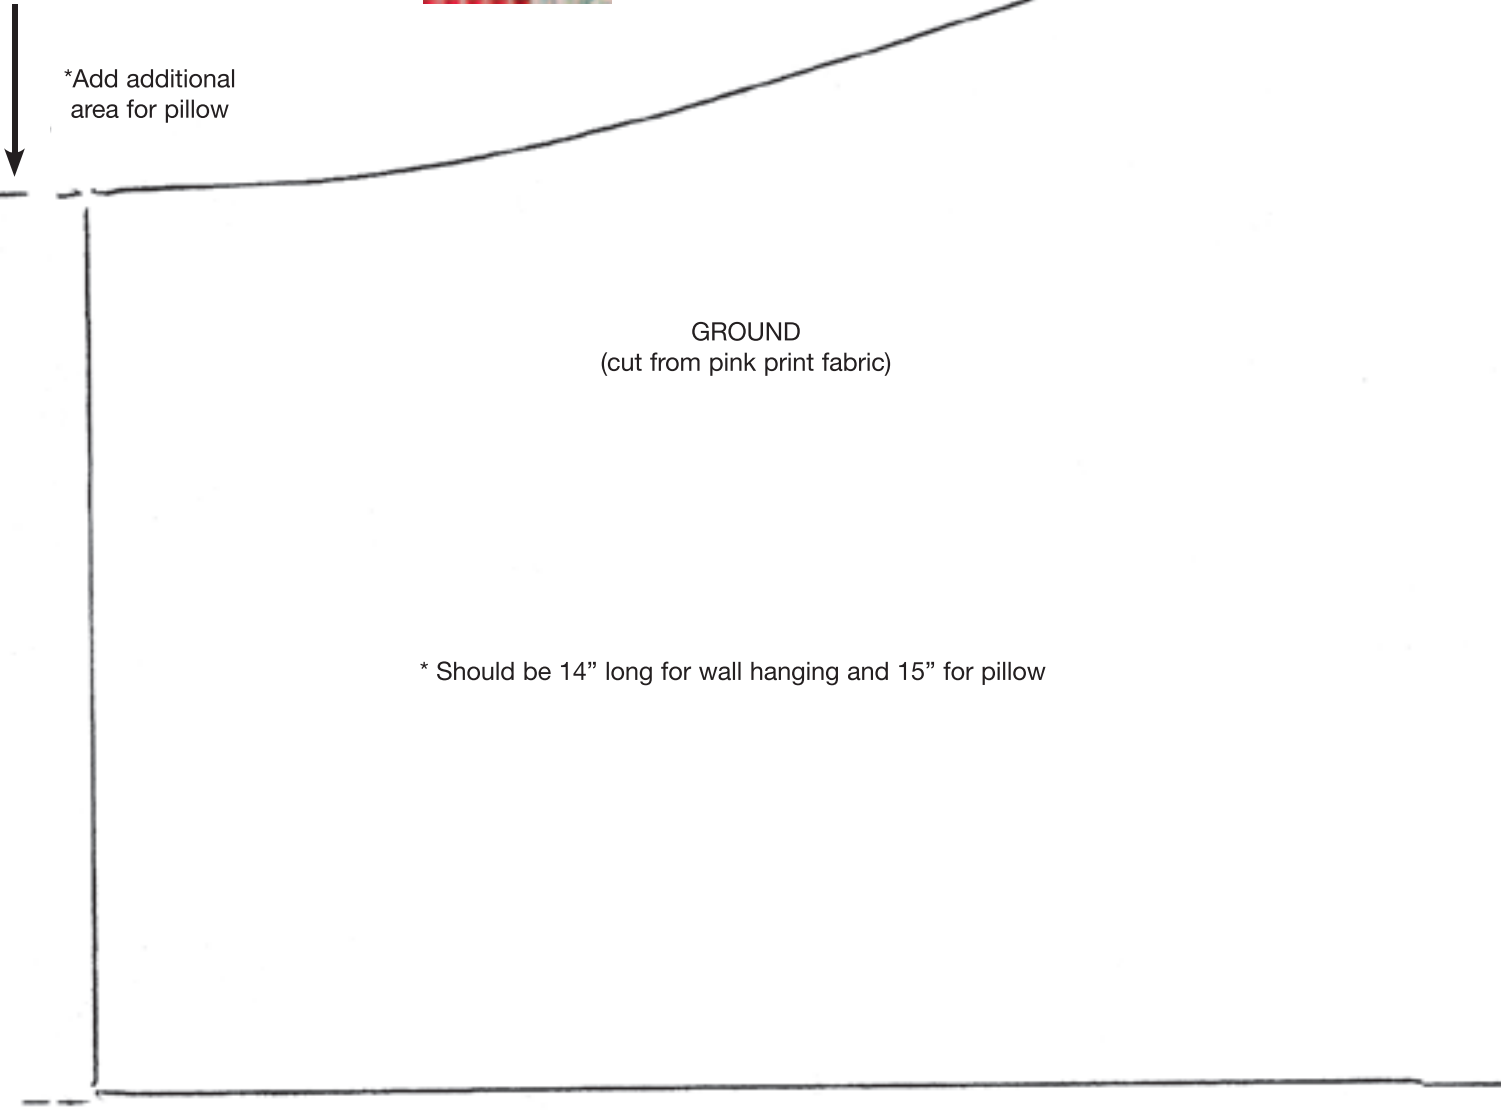 *Add additional
area for pillow
GROUND
(cut from pink print fabric)
* Should be 14” long for wall hanging and 15” for pillow